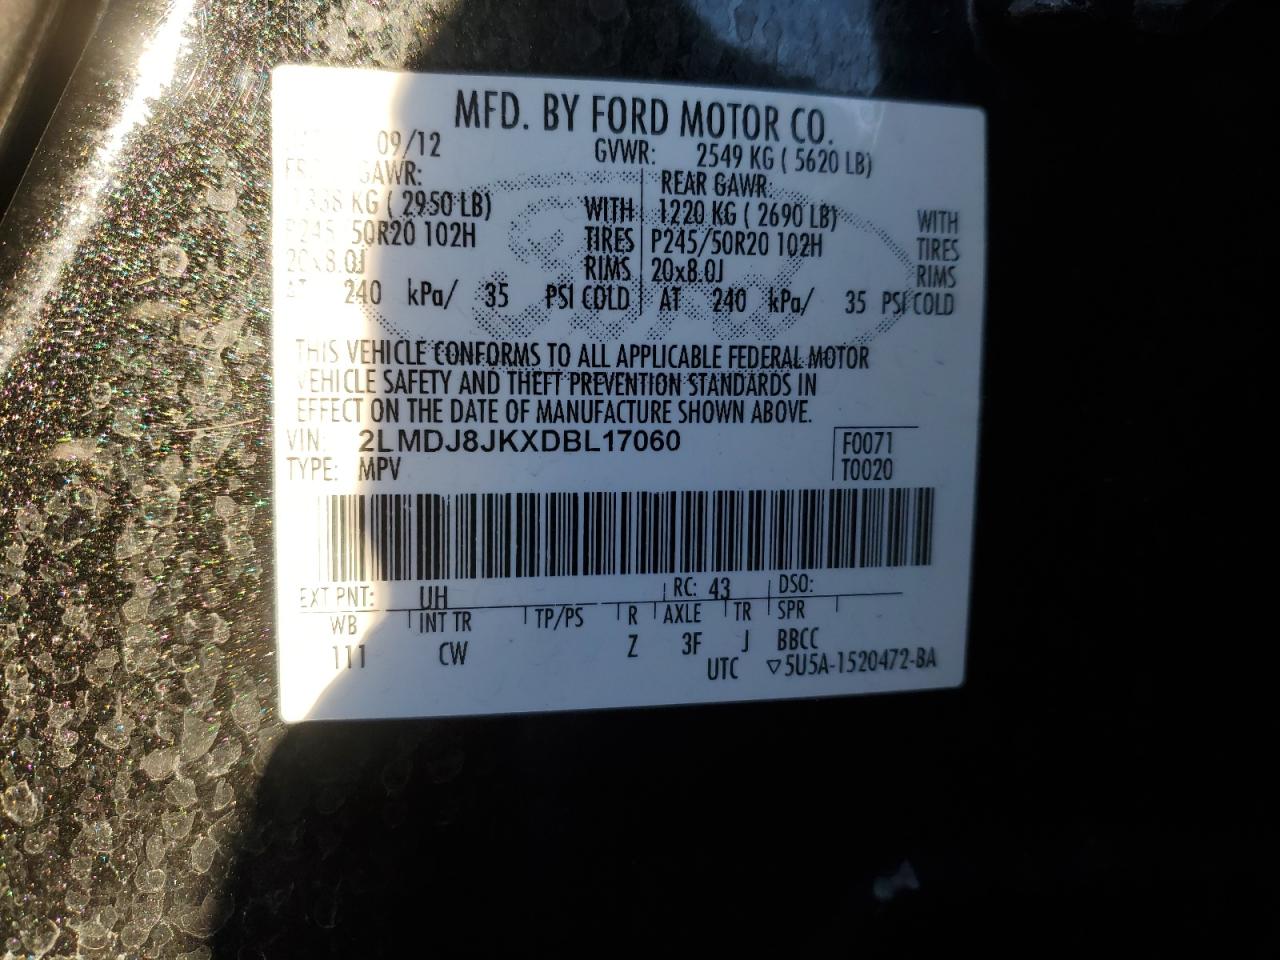 MFD. BY FORD MOTOR CO.
09/12 GVWR: 2549 KG ( 5620 LB)
GAWR: REAR GAWR:
KG ( 2950 LB) WITH 1220 KG ( 2690 LB) WITH
P245 50R20 102H TIRES P245/50R20 102H TIRES
20x8.0J RIMS 20x8.0J RIMS
AT 240 kPa/ 35 PSI COLD AT 240 kPa/ 35 PSI COLD
THIS VEHICLE CONFORMS TO ALL APPLICABLE FEDERAL MOTOR
VEHICLE SAFETY AND THEFT PREVENTION STANDARDS IN
EFFECT ON THE DATE OF MANUFACTURE SHOWN ABOVE.
VIN: 2LMDJ8JKXDBL17060 F0071
TYPE: MPV T0020
EXT PNT: UH RC: 43 DSO:
WB INT TR TP/PS R AXLE TR SPR
111 CW Z 3F J BBCC
UTC ▽5U5A-1520472-BA